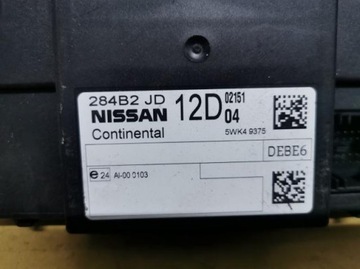 284B2 JD
NISSAN 12D 02151
04
Continental
5WK4 9375
DEBE6
e 24 AI-00 0103